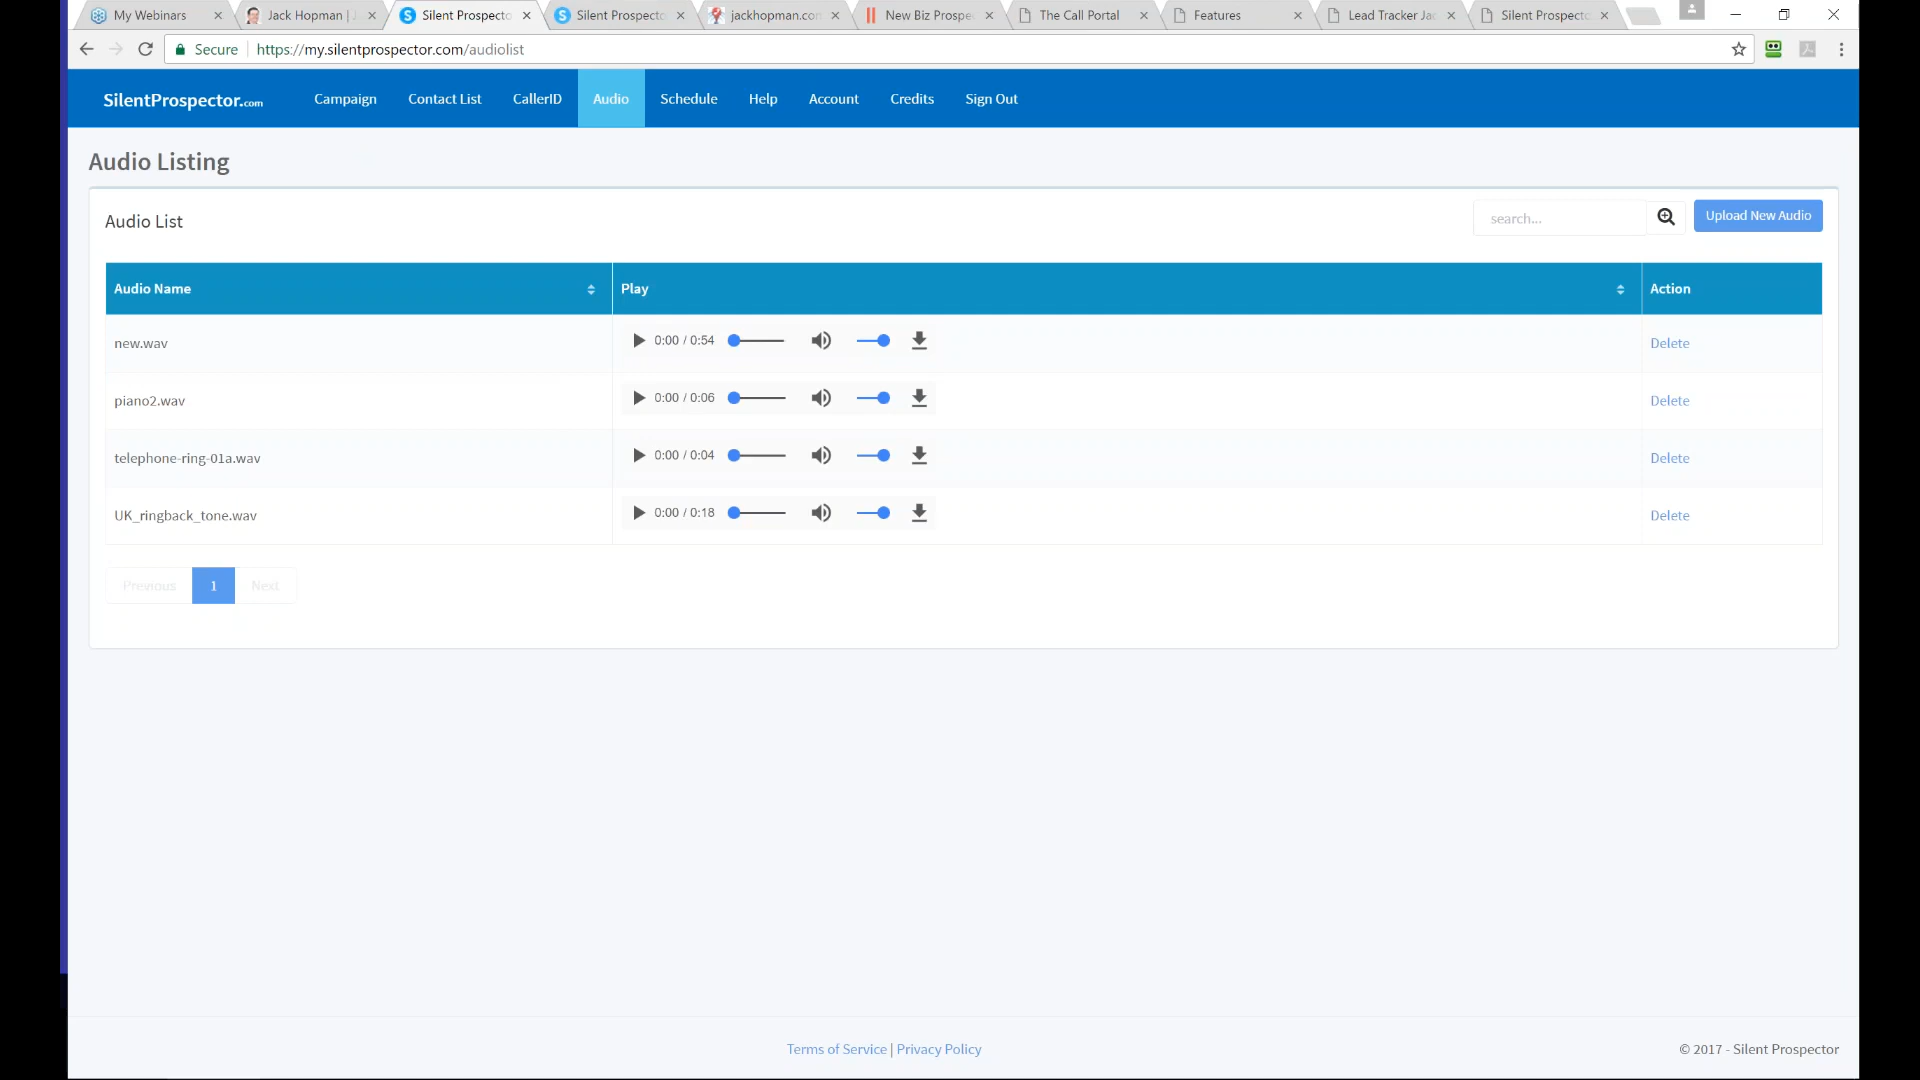 My Webinars
Jack Hopman |
Silent Prospecto
Silent Prospecto
jackhopman.con
New Biz Prospe
The Call Portal
Features
Lead Tracker Jac
Silent Prospecto
Secure
https://my.silentprospector.com/audiolist
SilentProspector.com
Campaign
Contact List
CallerID
Audio
Schedule
Help
Account
Credits
Sign Out
Audio Listing
Audio List
search...
Upload New Audio
Audio Name
Play
Action
new.wav
0:00 / 0:54
Delete
piano2.wav
0:00 / 0:06
Delete
telephone-ring-01a.wav
0:00 / 0:04
Delete
UK_ringback_tone.wav
0:00 / 0:18
Delete
Previous
1
Next
Terms of Service | Privacy Policy
© 2017 - Silent Prospector